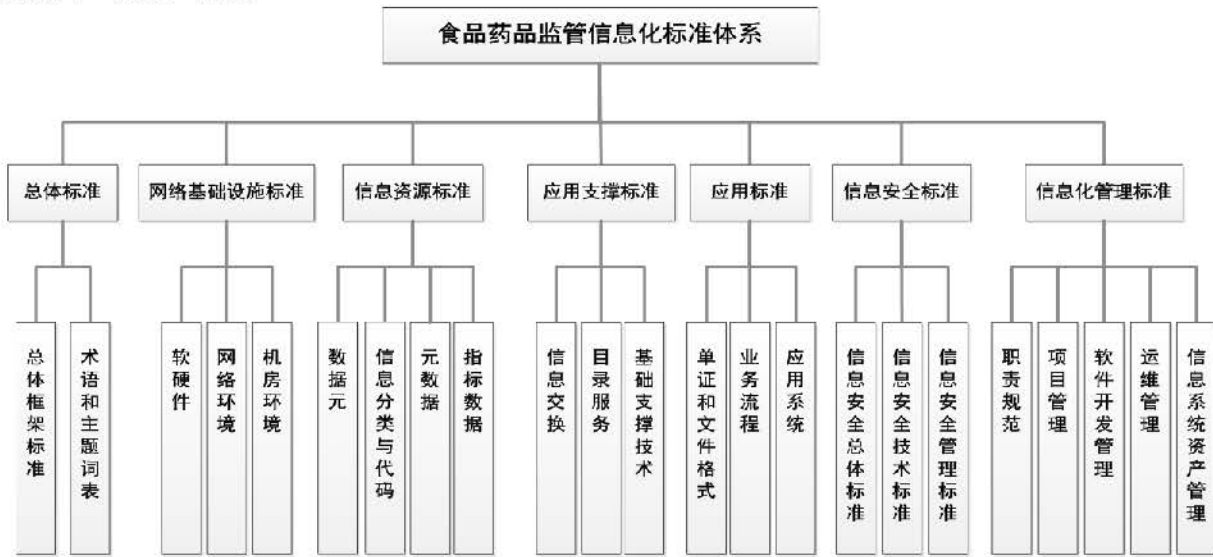 食品药品监管信息化标准体系
总体标准
网络基础设施标准
信息资源标准
应用支撑标准
应用标准
信息安全标准
信息化管理标准
总体框架标准
术语和主题词表
软硬件
网络环境
机房环境
数据元
信息分类与代码
元数据
指标数据
信息交换
目录服务
基础支撑技术
单证和文件格式
业务流程
应用系统
信息安全总体标准
信息安全技术标准
信息安全管理标准
职责规范
项目管理
软件开发管理
运维管理
信息系统资产管理